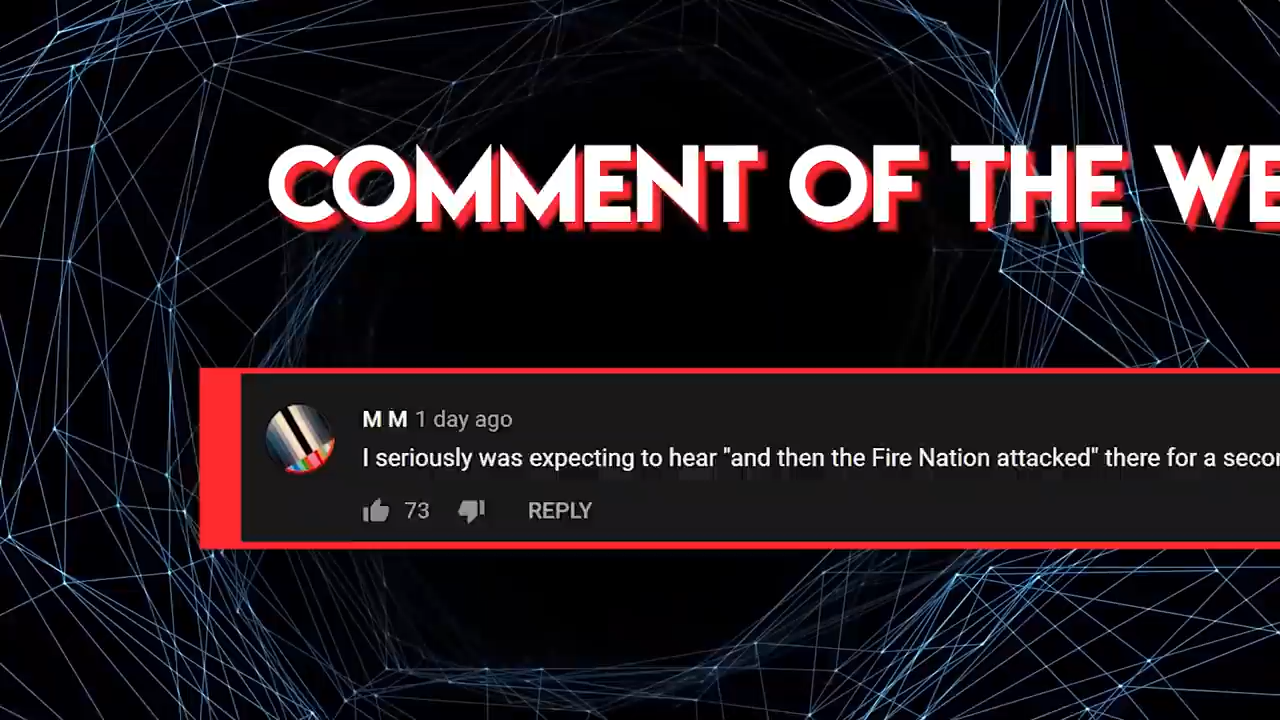 COMMENT OF THE WE
M M 1 day ago
I seriously was expecting to hear "and then the Fire Nation attacked" there for a secon
73 REPLY